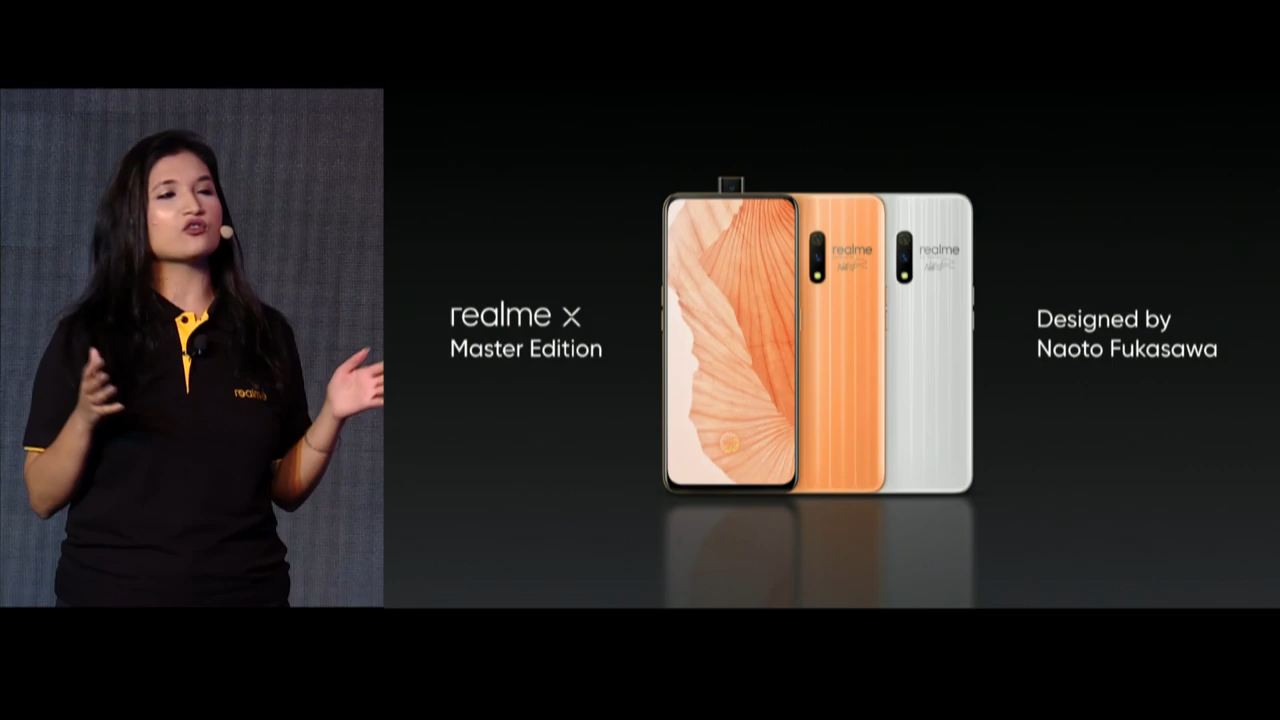 realme
realme x
Master Edition
realme
realme
Designed by
Naoto Fukasawa